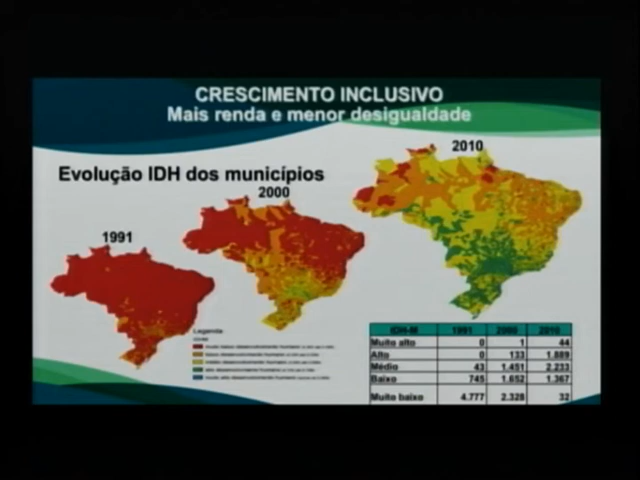 CRESCIMENTO INCLUSIVO
Mais renda e menor desigualdade
Evolução IDH dos municípios
1991
2000
2010
Legenda
IDH-M 1991 2000 2010
Muito alto 0 1 44
Alto 0 133 1.889
Médio 43 1.451 2.233
Baixo 745 1.652 1.367
Muito baixo 4.777 2.328 32